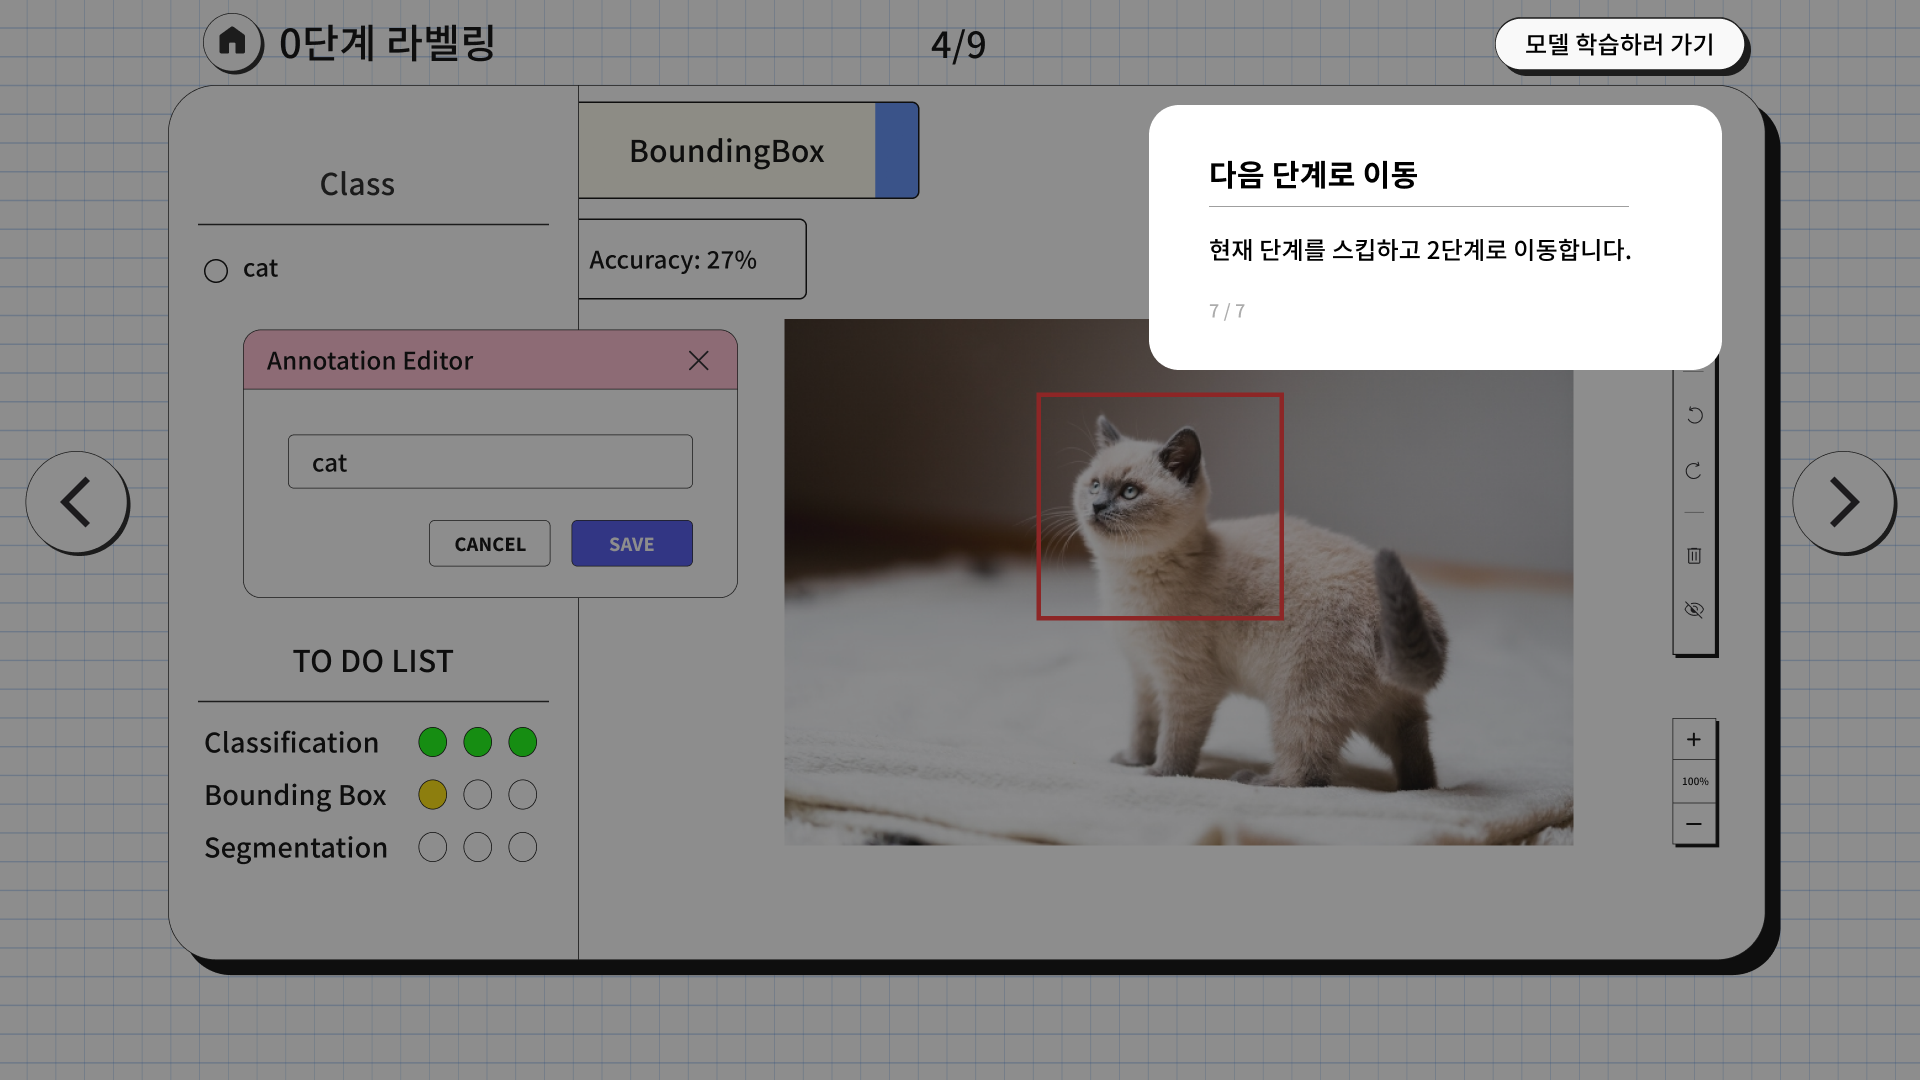 0단계 라벨링
4/9
모델 학습하러 가기
Class
cat
BoundingBox
Accuracy: 27%
다음 단계로 이동
현재 단계를 스킵하고 2단계로 이동합니다.
7 / 7
Annotation Editor
cat
CANCEL
SAVE
TO DO LIST
Classification
Bounding Box
Segmentation
+
100%
−